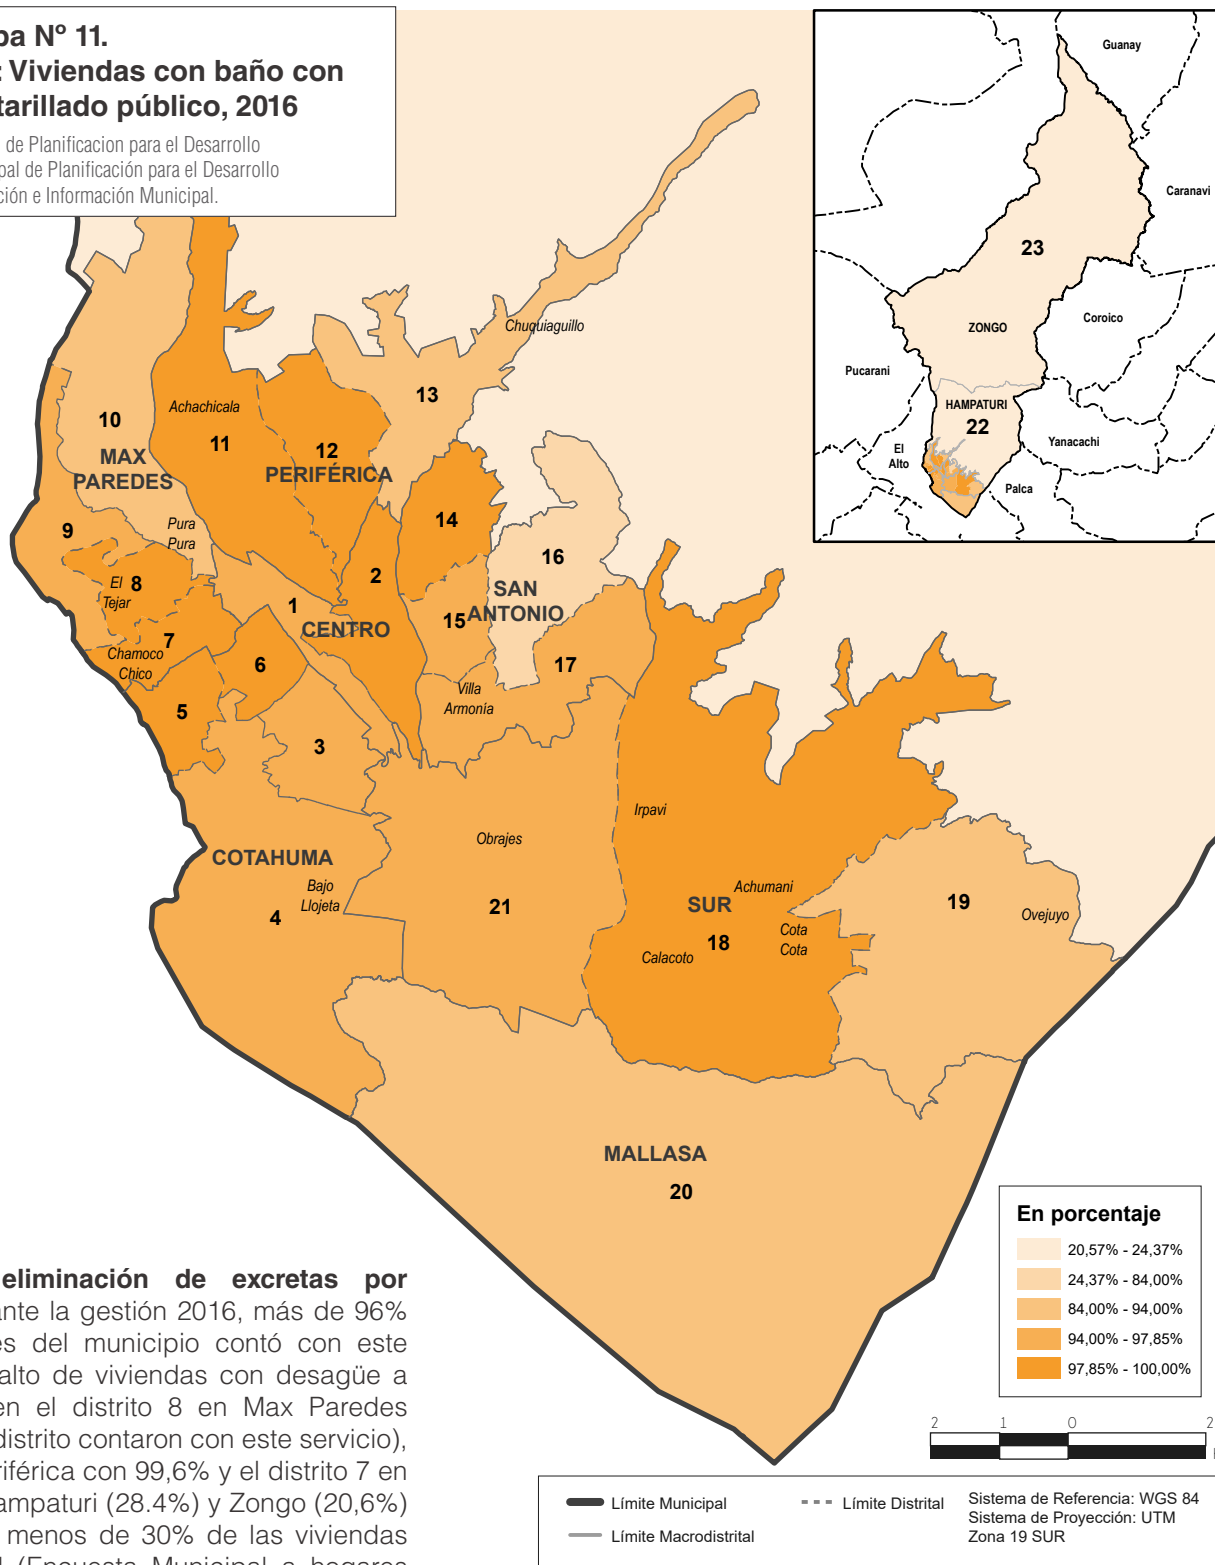 pa Nº 11.
: Viviendas con baño con
tarillado público, 2016
de Planificacion para el Desarrollo
pal de Planificación para el Desarrollo
ción e Información Municipal.
Guanay
Caranavi
23
ZONGO
Coroico
Pucarani
HAMPATURI
22
Yanacachi
El
Alto
Palca
Chuquiaguillo
13
Achachicala
11
10
MAX
PAREDES
12
PERIFÉRICA
14
9
Pura
Pura
16
El
Tejar
8
2
SAN
ANTONIO
1
CENTRO
15
7
Chamoco
Chico
6
17
Villa
Armonía
5
3
Irpavi
Obrajes
COTAHUMA
Bajo
Llojeta
4
21
Achumani
SUR
18
Cota
Cota
Calacoto
19
Ovejuyo
MALLASA
20
En porcentaje
20,57% - 24,37%
24,37% - 84,00%
84,00% - 94,00%
94,00% - 97,85%
97,85% - 100,00%
2 1 0 2
eliminación de excretas por
ante la gestión 2016, más de 96%
es del municipio contó con este
alto de viviendas con desagüe a
en el distrito 8 en Max Paredes
distrito contaron con este servicio),
riférica con 99,6% y el distrito 7 en
ampaturi (28.4%) y Zongo (20,6%)
menos de 30% de las viviendas
(Encuesta Municipal a hogares
Límite Municipal
Límite Distrital
Límite Macrodistrital
Sistema de Referencia: WGS 84
Sistema de Proyección: UTM
Zona 19 SUR